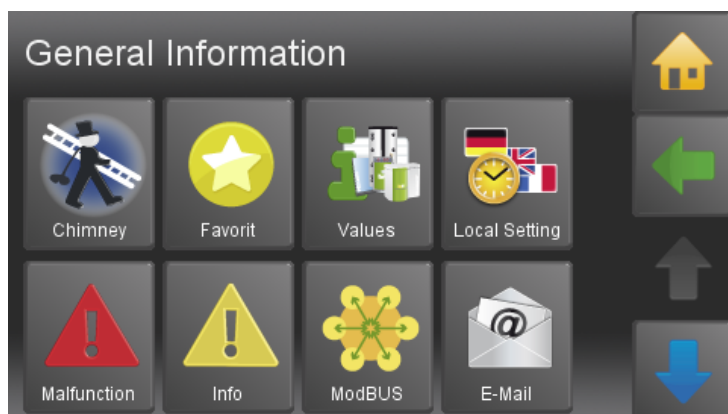 General Information
Chimney
Favorit
Values
Local Setting
Malfunction
Info
ModBUS
E-Mail